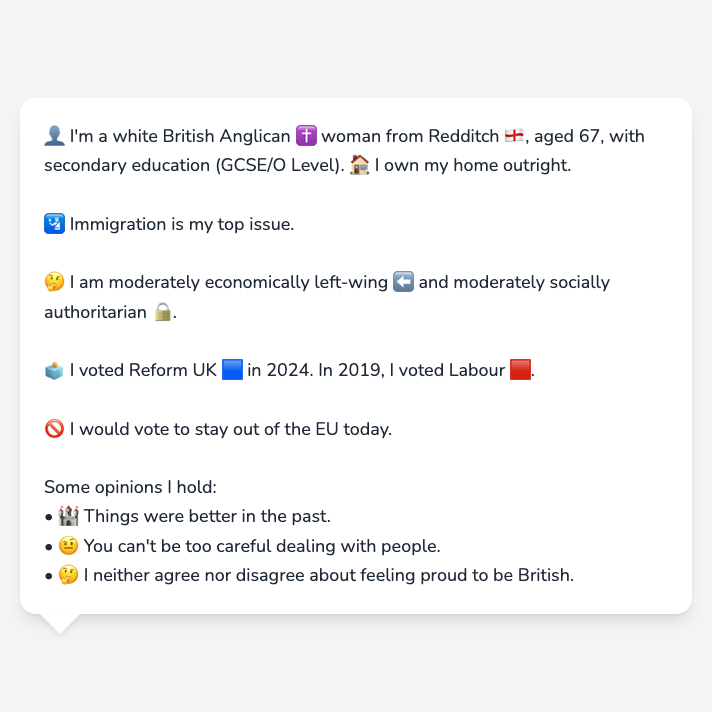 👤 I'm a white British Anglican ✝️ woman from Redditch 🏴󠁧󠁢󠁥󠁮󠁧󠁿, aged 67, with
secondary education (GCSE/O Level). 🏠 I own my home outright.
🛂 Immigration is my top issue.
🤔 I am moderately economically left-wing ⬅️ and moderately socially
authoritarian 🔒.
🗳️ I voted Reform UK 🟦 in 2024. In 2019, I voted Labour 🟥.
🚫 I would vote to stay out of the EU today.
Some opinions I hold:
• 🏰 Things were better in the past.
• 🤨 You can't be too careful dealing with people.
• 🤔 I neither agree nor disagree about feeling proud to be British.